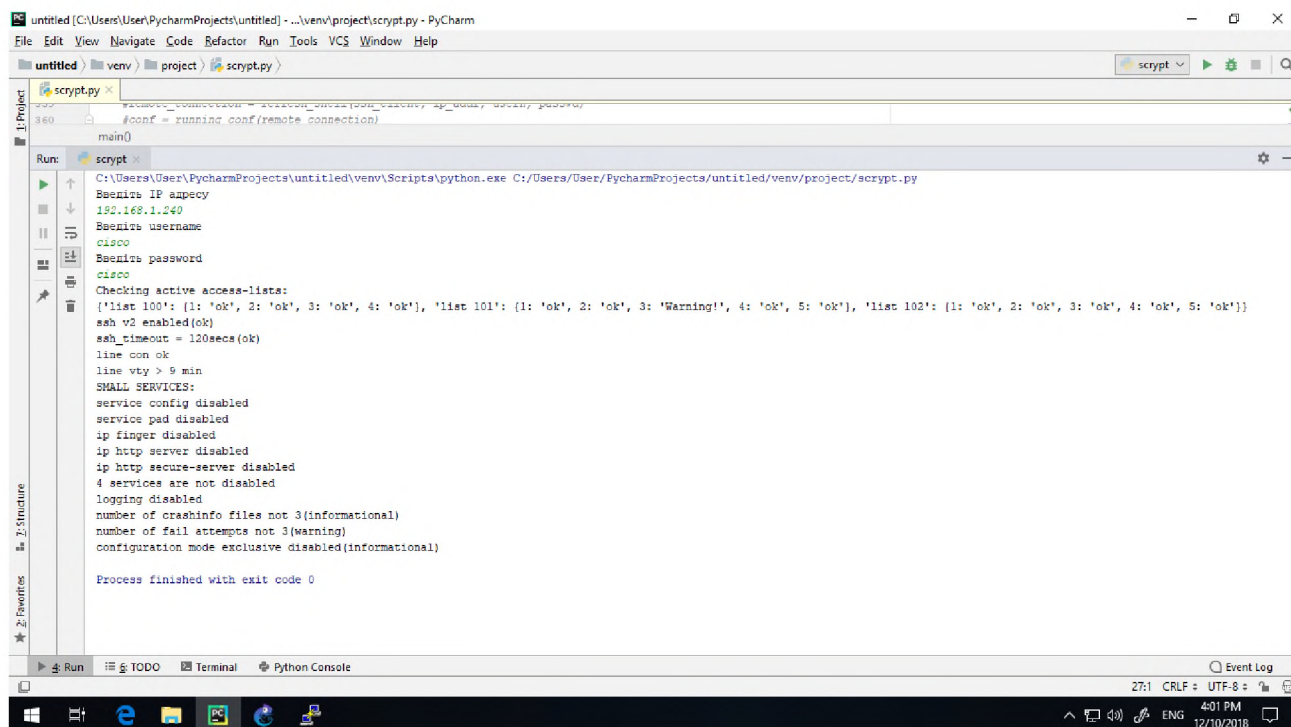 untitled [C:\Users\User\PycharmProjects\untitled] - ...\venv\project\scrypt.py - PyCharm
File Edit View Navigate Code Refactor Run Tools VCS Window Help
untitled venv project scrypt.py
scrypt
1: Project
scrypt.py
360 #conf = running_conf(remote_connection)
main()
Run: scrypt
C:\Users\User\PycharmProjects\untitled\venv\Scripts\python.exe C:/Users/User/PycharmProjects/untitled/venv/project/scrypt.py
Введіть IP адресу
192.168.1.240
Введіть username
cisco
Введіть password
cisco
Checking active access-lists:
{'list 100': {1: 'ok', 2: 'ok', 3: 'ok', 4: 'ok'}, 'list 101': {1: 'ok', 2: 'ok', 3: 'Warning!', 4: 'ok', 5: 'ok'}, 'list 102': {1: 'ok', 2: 'ok', 3: 'ok', 4: 'ok', 5: 'ok'}}
ssh v2 enabled(ok)
ssh_timeout = 120secs(ok)
line con ok
line vty > 9 min
SMALL SERVICES:
service config disabled
service pad disabled
ip finger disabled
ip http server disabled
ip http secure-server disabled
4 services are not disabled
logging disabled
number of crashinfo files not 3(informational)
number of fail attempts not 3(warning)
configuration mode exclusive disabled(informational)
Process finished with exit code 0
7: Structure
2: Favorites
4: Run 6: TODO Terminal Python Console Event Log
27:1 CRLF UTF-8
ENG 4:01 PM
12/10/2018